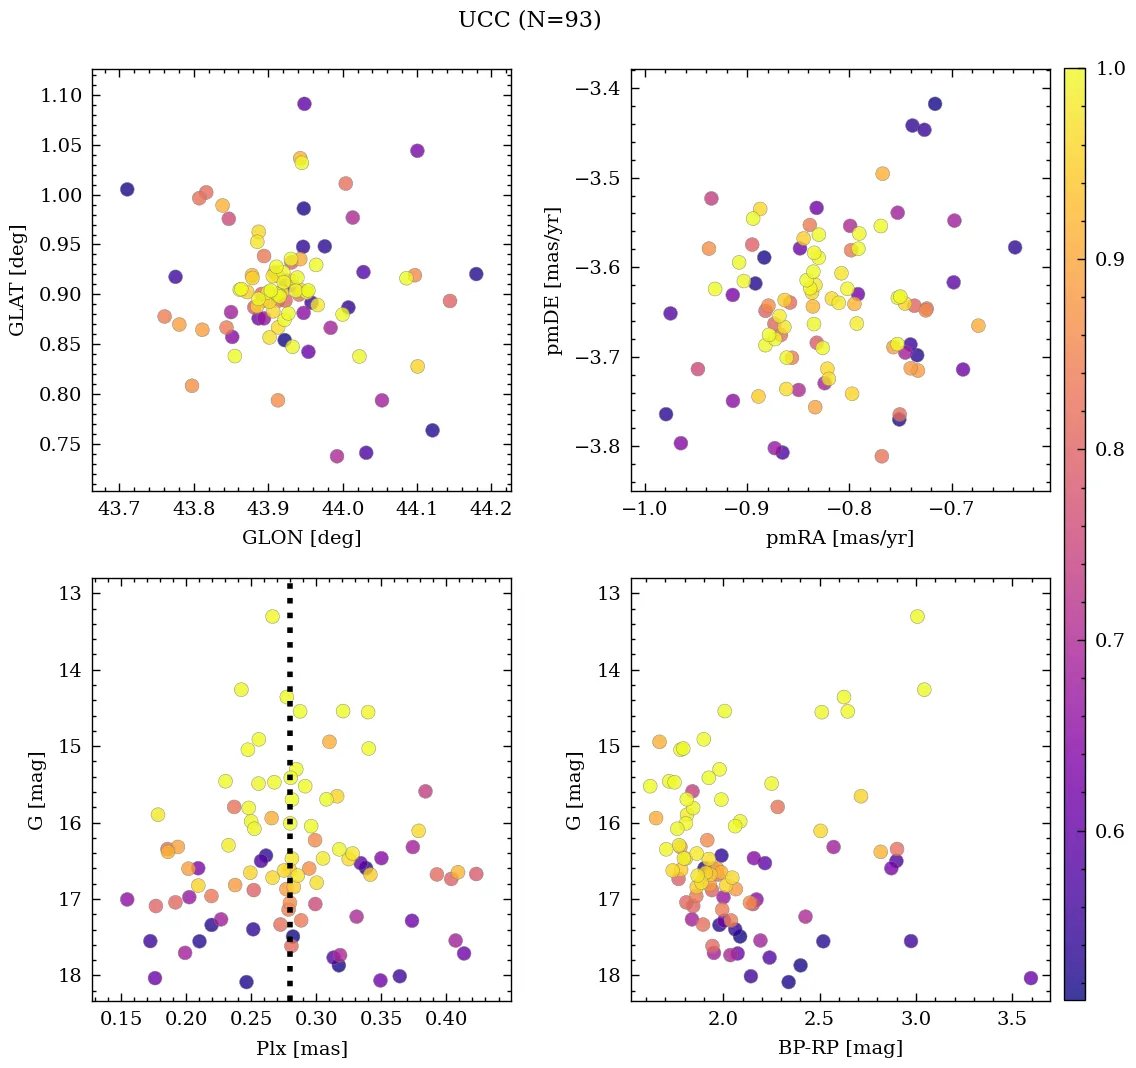 UCC (N=93)
1.10
1.05
1.00
0.95
0.90
0.85
0.80
0.75
GLAT [deg]
43.7 43.8 43.9 44.0 44.1 44.2
GLON [deg]
−3.4
−3.5
−3.6
−3.7
−3.8
pmDE [mas/yr]
−1.0 −0.9 −0.8 −0.7
pmRA [mas/yr]
1.0
0.9
0.8
0.7
0.6
13
14
15
16
17
18
G [mag]
0.15 0.20 0.25 0.30 0.35 0.40
Plx [mas]
13
14
15
16
17
18
G [mag]
2.0 2.5 3.0 3.5
BP-RP [mag]